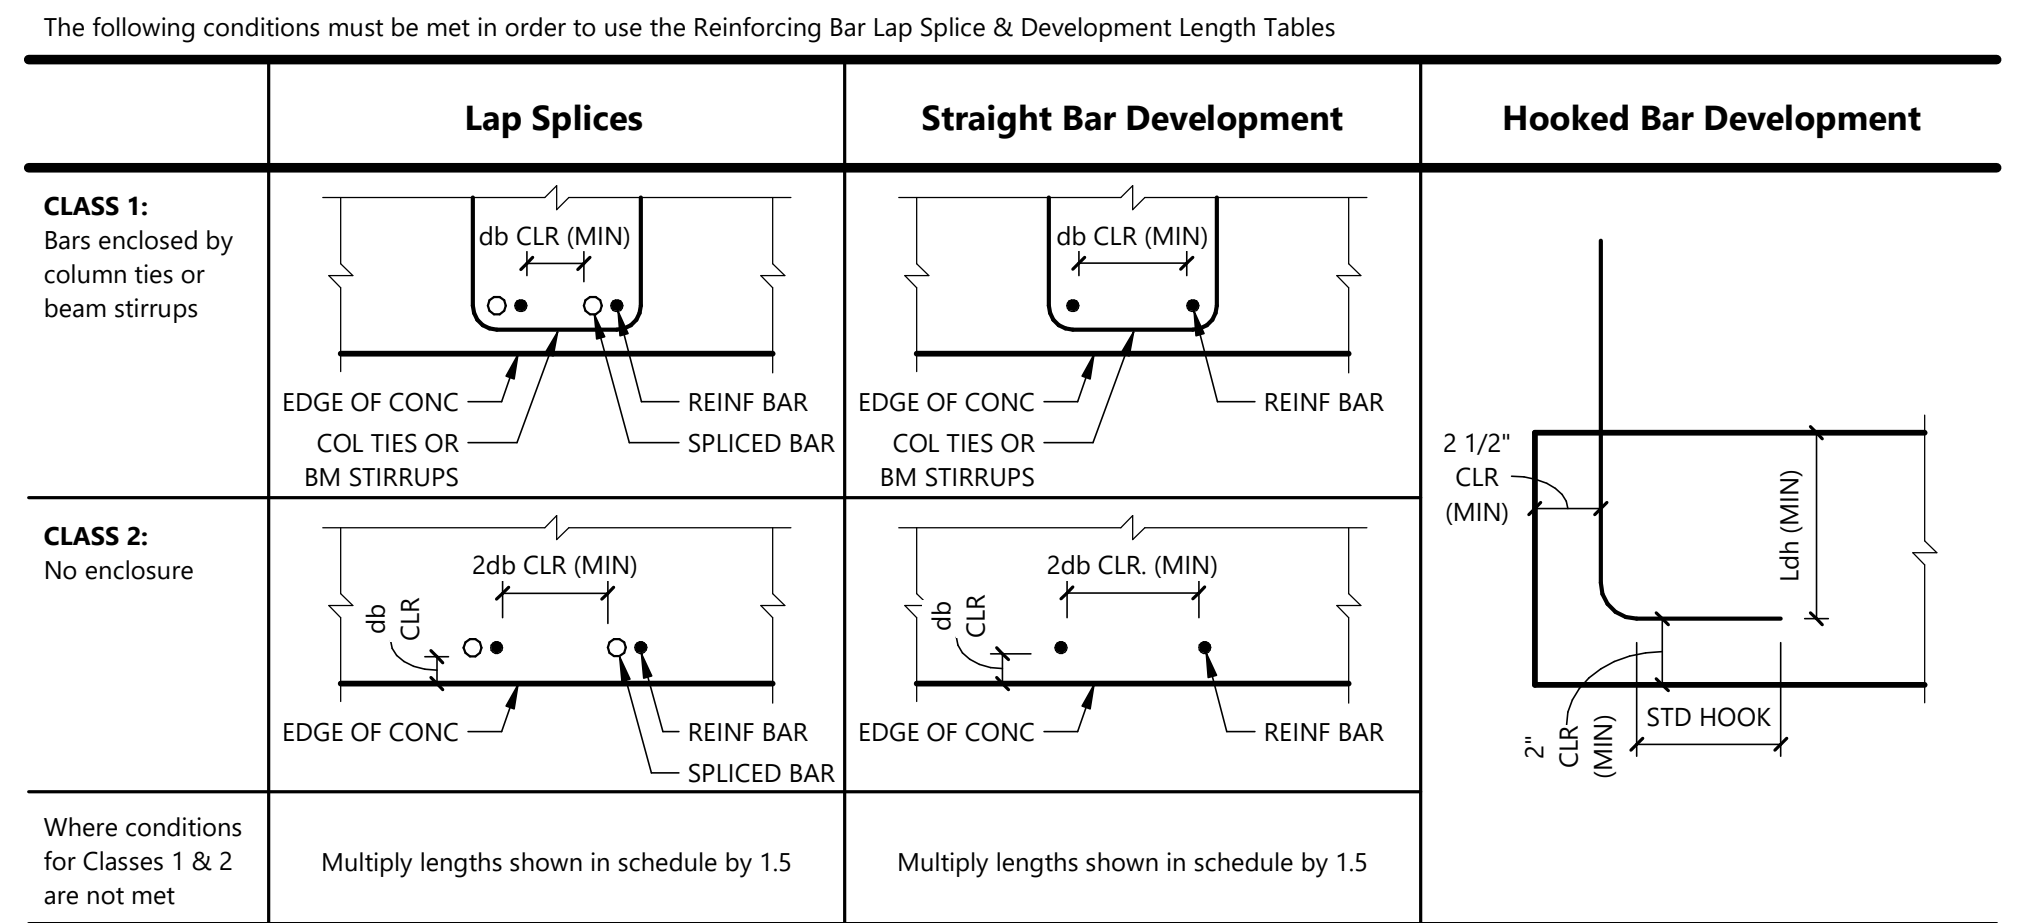 The following conditions must be met in order to use the Reinforcing Bar Lap Splice & Development Length Tables
Lap Splices
Straight Bar Development
Hooked Bar Development
CLASS 1:
Bars enclosed by
column ties or
beam stirrups
db CLR (MIN)
EDGE OF CONC
COL TIES OR
BM STIRRUPS
REINF BAR
SPLICED BAR
db CLR (MIN)
EDGE OF CONC
COL TIES OR
BM STIRRUPS
REINF BAR
CLASS 2:
No enclosure
2db CLR (MIN)
db
CLR
EDGE OF CONC
REINF BAR
SPLICED BAR
2db CLR. (MIN)
db
CLR
EDGE OF CONC
REINF BAR
2 1/2"
CLR
(MIN)
Ldh (MIN)
2"
CLR
(MIN)
STD HOOK
Where conditions
for Classes 1 & 2
are not met
Multiply lengths shown in schedule by 1.5
Multiply lengths shown in schedule by 1.5